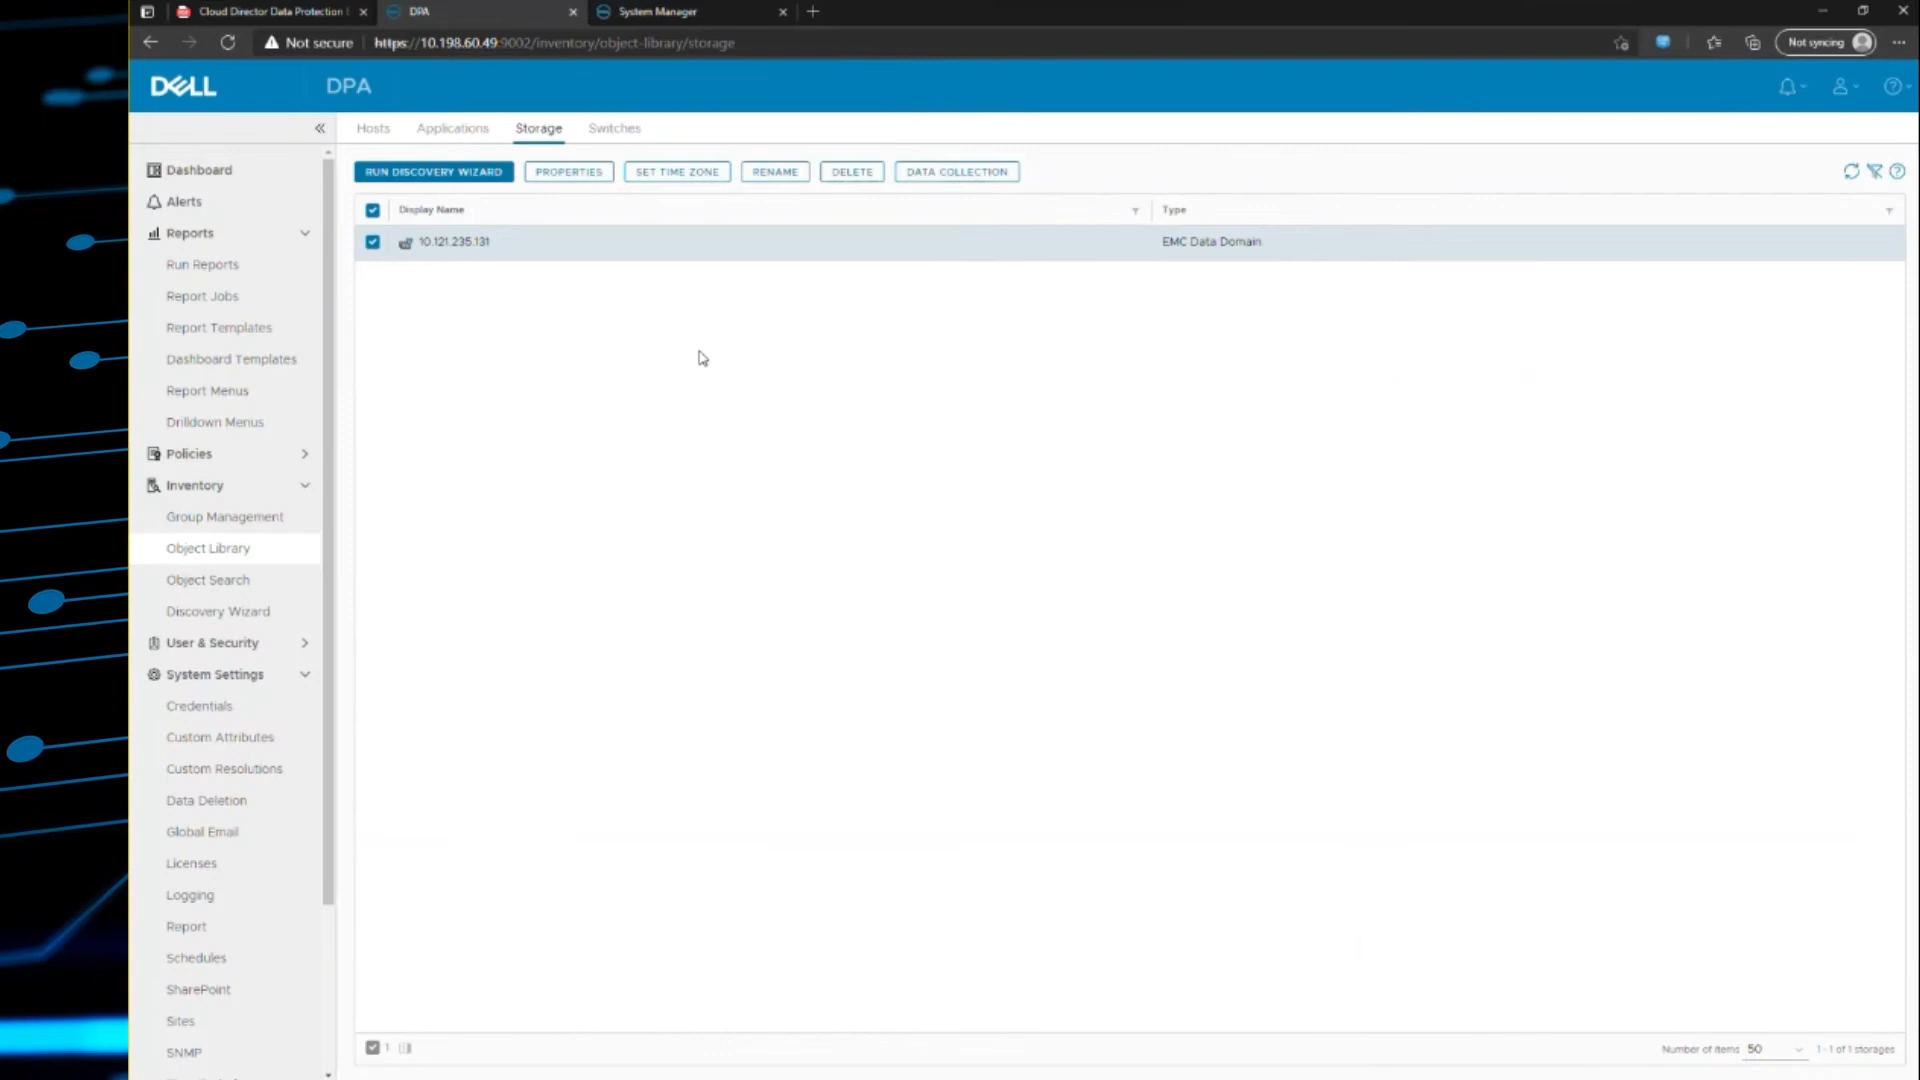 Cloud Director Data Protection
DPA
System Manager
Not secure
https://10.198.60.49:9002/inventory/object-library/storage
Not syncing
DELL
DPA
Hosts
Applications
Storage
Switches
RUN DISCOVERY WIZARD
PROPERTIES
SET TIME ZONE
RENAME
DELETE
DATA COLLECTION
Display Name
Type
10.121.235.131
EMC Data Domain
Dashboard
Alerts
Reports
Run Reports
Report Jobs
Report Templates
Dashboard Templates
Report Menus
Drilldown Menus
Policies
Inventory
Group Management
Object Library
Object Search
Discovery Wizard
User & Security
System Settings
Credentials
Custom Attributes
Custom Resolutions
Data Deletion
Global Email
Licenses
Logging
Report
Schedules
SharePoint
Sites
SNMP
1
Number of items 50
1-1 of 1 storages